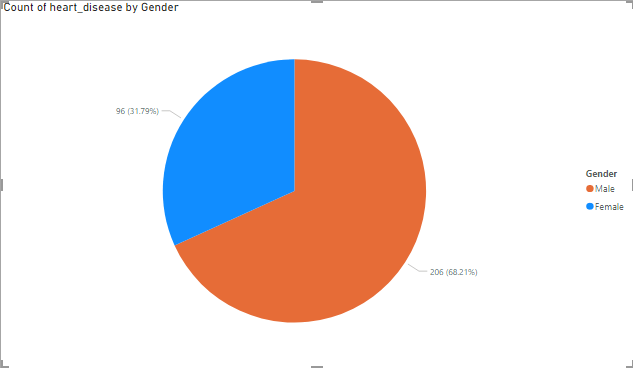 Count of heart_disease by Gender
96 (31.79%)
Gender
Male
Female
206 (68.21%)